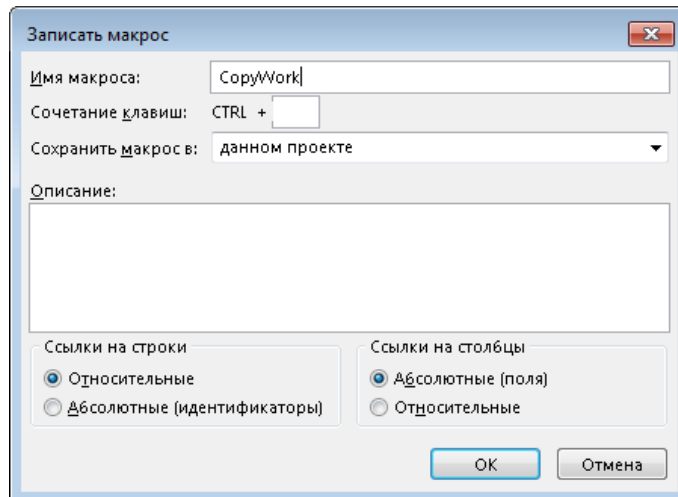 Записать макрос
Имя макроса: CopyWork
Сочетание клавиш: CTRL +
Сохранить макрос в: данном проекте
Описание:
Ссылки на строки Ссылки на столбцы
Относительные Абсолютные (поля)
Абсолютные (идентификаторы) Относительные
ОК Отмена